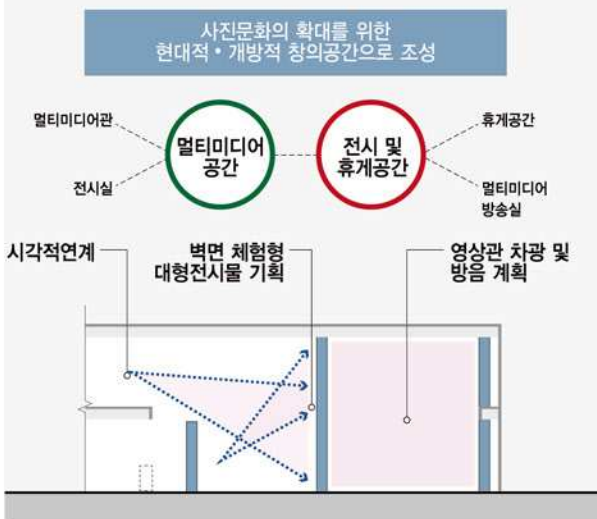 사진문화의 확대를 위한
현대적 • 개방적 창의공간으로 조성
멀티미디어관
전시실
멀티미디어
공간
전시 및
휴게공간
휴게공간
멀티미디어
방송실
시각적연계
벽면 체험형
대형전시물 기획
영상관 차광 및
방음 계획